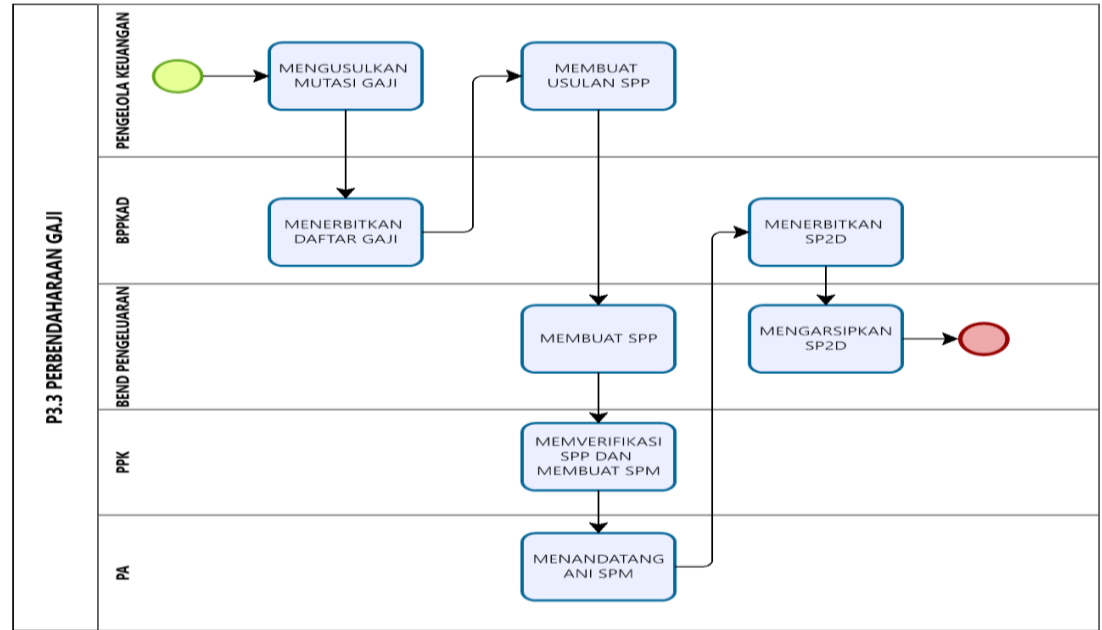 P3.3 PERBENDAHARAAN GAJI
PENGELOLA KEUANGAN
MENGUSULKAN
MUTASI GAJI
MEMBUAT
USULAN SPP
BPPKAD
MENERBITKAN
DAFTAR GAJI
MENERBITKAN
SP2D
BEND PENGELUARAN
MEMBUAT SPP
MENGARSIPKAN
SP2D
PPK
MEMVERIFIKASI
SPP DAN
MEMBUAT SPM
PA
MENANDATANG
ANI SPM